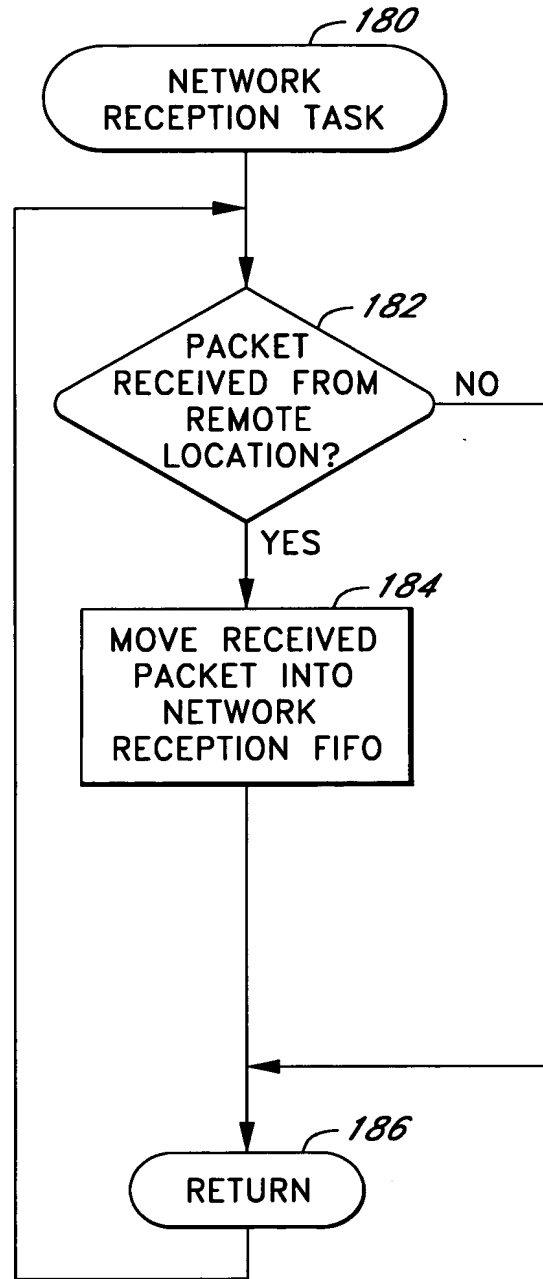 180
NETWORK
RECEPTION TASK
182
PACKET
RECEIVED FROM
REMOTE
LOCATION?
NO
YES
184
MOVE RECEIVED
PACKET INTO
NETWORK
RECEPTION FIFO
186
RETURN